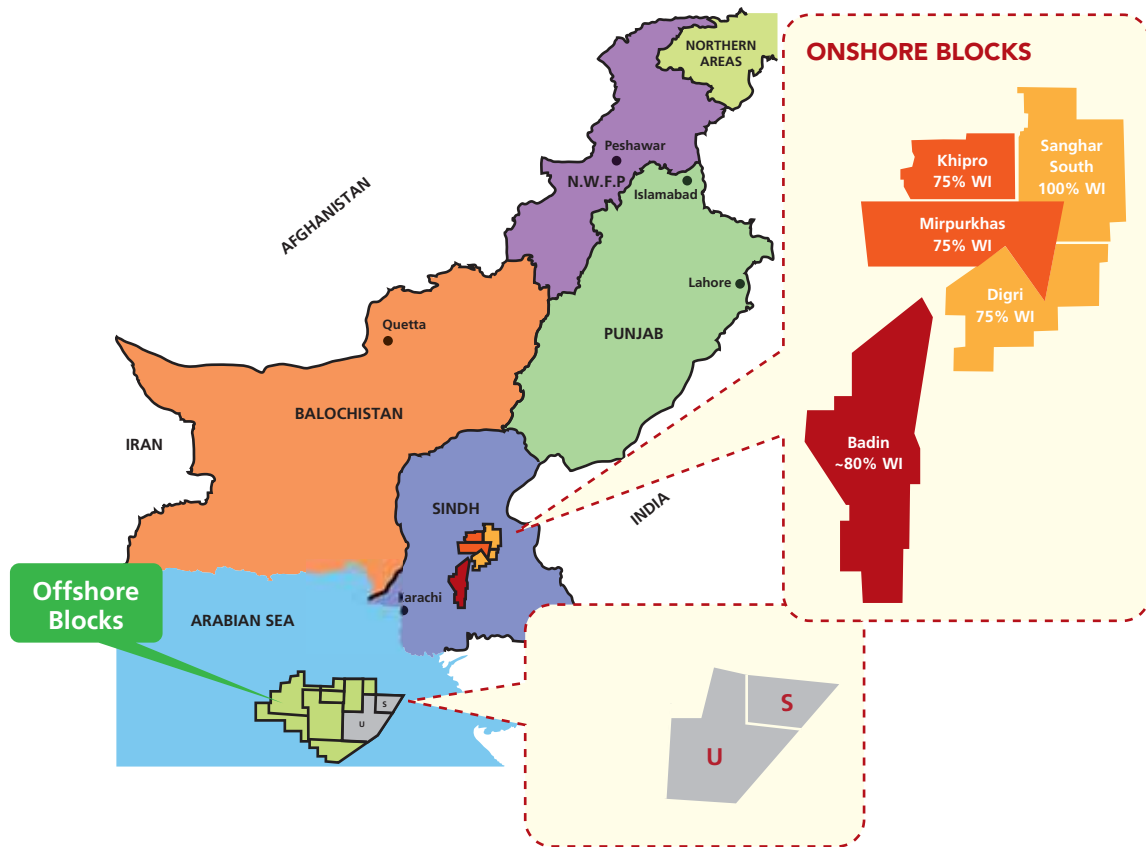 NORTHERN
AREAS
Peshawar
N.W.F.P
Islamabad
AFGHANISTAN
Lahore
Quetta
PUNJAB
BALOCHISTAN
IRAN
SINDH
INDIA
arachi
ARABIAN SEA
Offshore
Blocks
S
U
ONSHORE BLOCKS
Khipro
75% WI
Sanghar
South
100% WI
Mirpurkhas
75% WI
Digri
75% WI
Badin
~80% WI
S
U